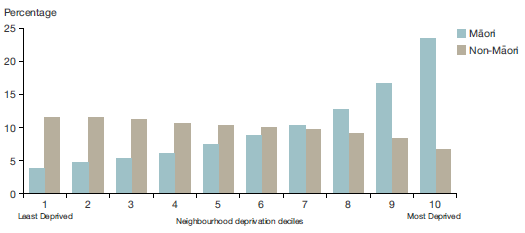 Percentage
25
20
15
10
5
0
Māori
Non-Māori
1 2 3 4 5 6 7 8 9 10
Least Deprived Most Deprived
Neighbourhood deprivation deciles